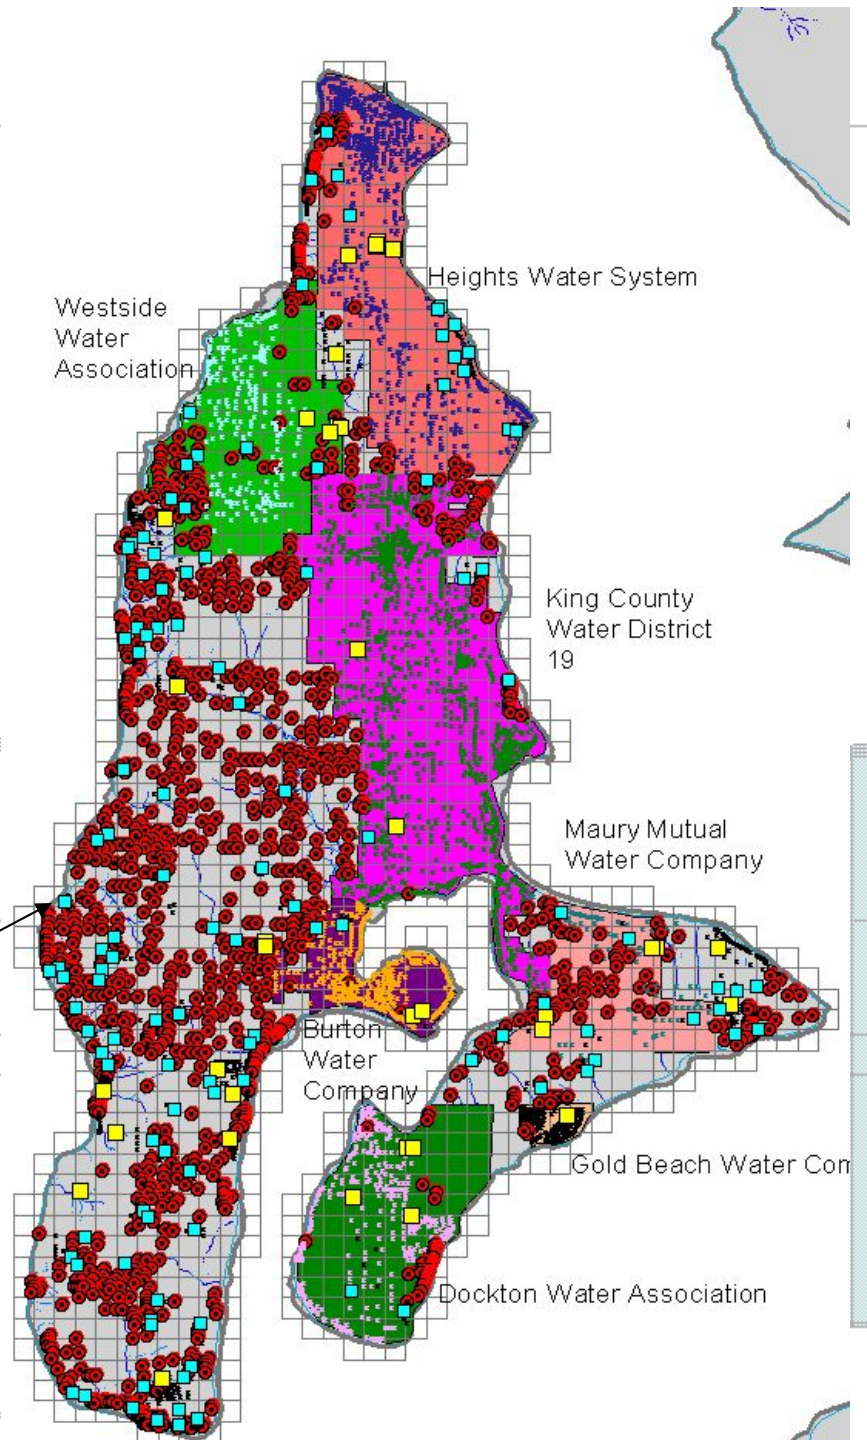 Heights Water System
Westside
Water
Association
King County
Water District
19
Maury Mutual
Water Company
Burton
Water
Company
Gold Beach Water Com
Dockton Water Association